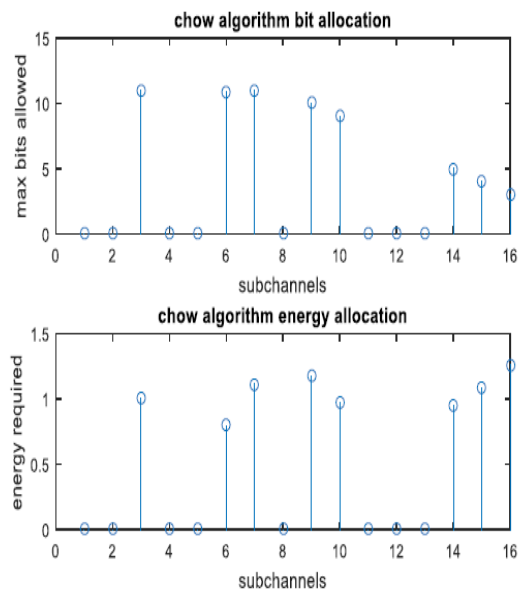 chow algorithm bit allocation
15
10
5
0
max bits allowed
0 2 4 6 8 10 12 14 16
subchannels
chow algorithm energy allocation
1.5
1
0.5
0
energy required
0 2 4 6 8 10 12 14 16
subchannels